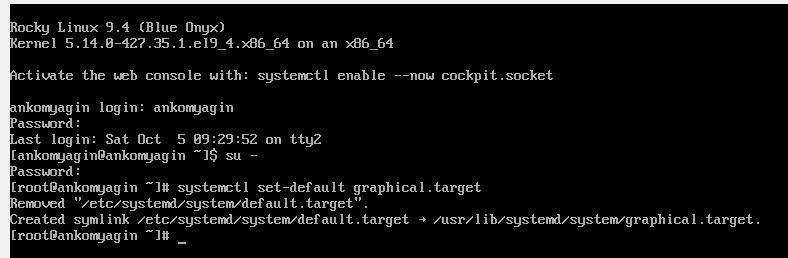 Rocky Linux 9.4 (Blue Onyx)
Kernel 5.14.0-427.35.1.el9_4.x86_64 on an x86_64
Activate the web console with: systemctl enable --now cockpit.socket
ankomyagin login: ankomyagin
Password:
Last login: Sat Oct  5 09:29:52 on tty2
[ankomyagin@ankomyagin ~]$ su -
Password:
[root@ankomyagin ~]# systemctl set-default graphical.target
Removed "/etc/systemd/system/default.target".
Created symlink /etc/systemd/system/default.target → /usr/lib/systemd/system/graphical.target.
[root@ankomyagin ~]# _